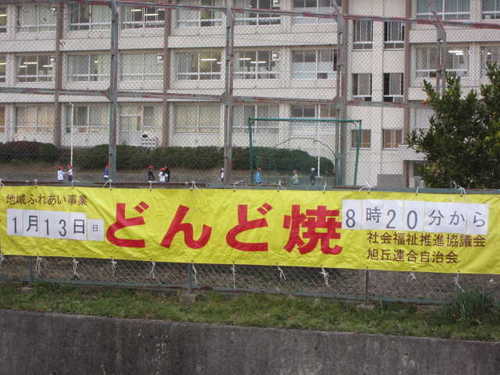 地域ふれあい事業
1月13日日
どんど焼
8時20分から
社会福祉推進協議会
旭丘連合自治会